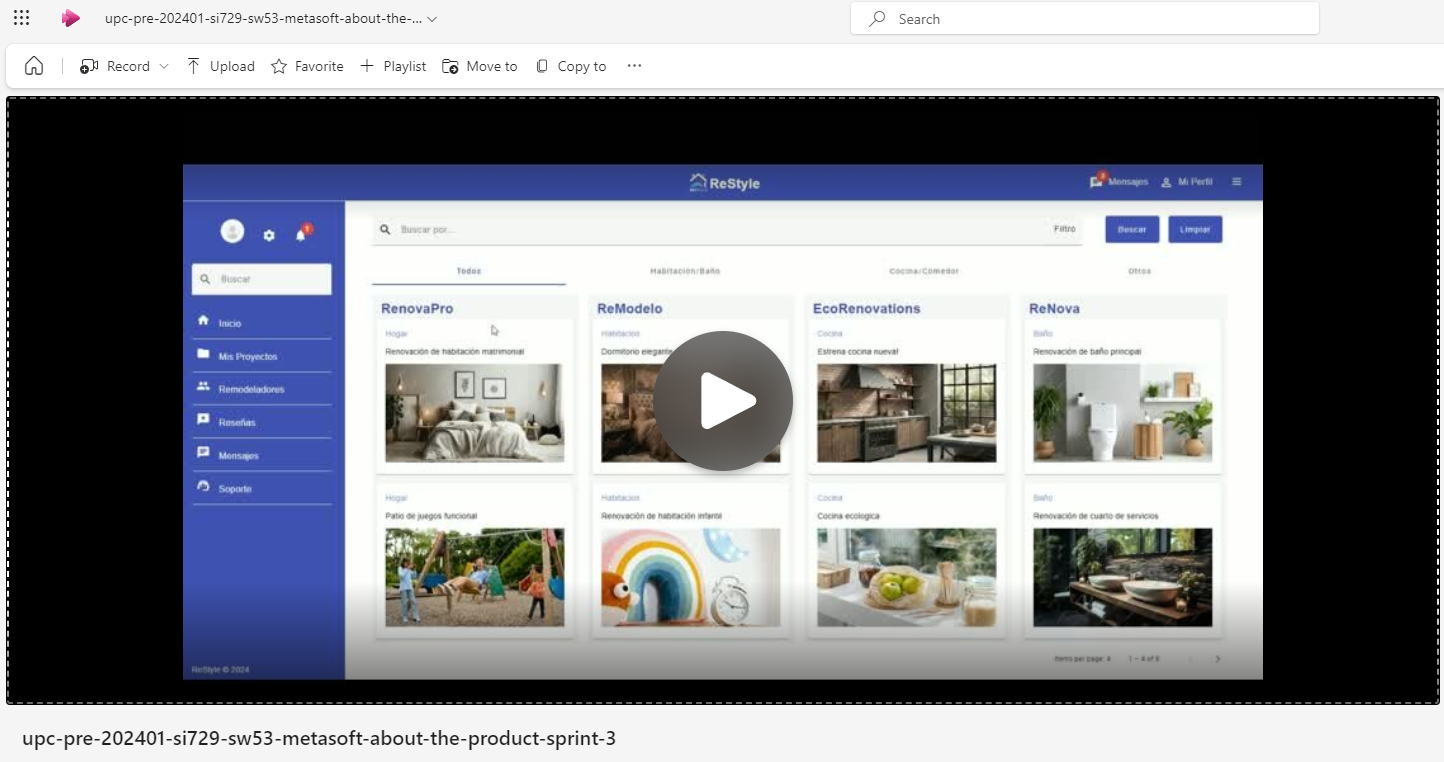 upc-pre-202401-si729-sw53-metasoft-about-the-...
Search
Record
Upload
Favorite
Playlist
Move to
Copy to
ReStyle
3
Mensajes
Mi Perfil
1
Buscar por...
Filtro
Buscar
Limpiar
Buscar
Todos
Habitación/Baño
Cocina/Comedor
Otros
Inicio
Mis Proyectos
Remodeladores
Reseñas
Mensajes
Soporte
RenovaPro
ReModelo
EcoRenovations
ReNova
Hogar
Habitacion
Cocina
Baño
Renovación de habitación matrimonial
Dormitorio elegante
Estrena cocina nueva!
Renovación de baño principal
Hogar
Habitacion
Cocina
Baño
Patio de juegos funcional
Renovación de habitación infantil
Cocina ecologica
Renovación de cuarto de servicios
Items per page: 4
1 – 4 of 8
ReStyle © 2024
upc-pre-202401-si729-sw53-metasoft-about-the-product-sprint-3